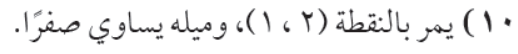 ١٠) يمر بالنقطة (٢ ، ١)، وميله يساوي صفرًا.